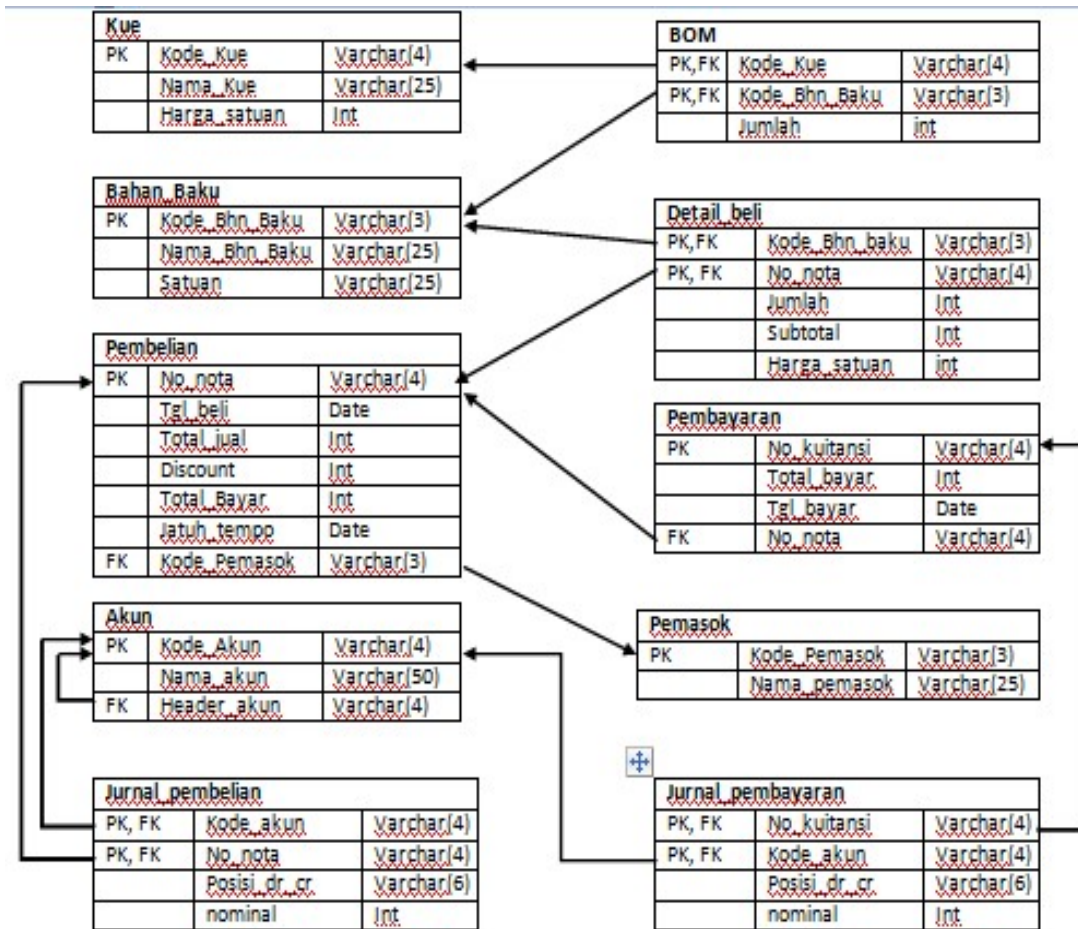 Kue
PK Kode_Kue Varchar(4)
Nama_Kue Varchar(25)
Harga_satuan Int
BOM
PK,FK Kode_Kue Varchar(4)
PK,FK Kode_Bhn_Baku Varchar(3)
Jumlah int
Bahan_Baku
PK Kode_Bhn_Baku Varchar(3)
Nama_Bhn_Baku Varchar(25)
Satuan Varchar(25)
Detail_beli
PK,FK Kode_Bhn_baku Varchar(3)
PK, FK No_nota Varchar(4)
Jumlah Int
Subtotal Int
Harga_satuan int
Pembelian
PK No_nota Varchar(4)
Tgl_beli Date
Total_jual Int
Discount Int
Total_Bayar Int
Jatuh_tempo Date
FK Kode_Pemasok Varchar(3)
Pembayaran
PK No_kuitansi Varchar(4)
Total_bayar Int
Tgl_bayar Date
FK No_nota Varchar(4)
Akun
PK Kode_Akun Varchar(4)
Nama_akun Varchar(50)
FK Header_akun Varchar(4)
Pemasok
PK Kode_Pemasok Varchar(3)
Nama_pemasok Varchar(25)
Jurnal_pembelian
PK, FK Kode_akun Varchar(4)
PK, FK No_nota Varchar(4)
Posisi_dr_cr Varchar(6)
nominal Int
Jurnal_pembayaran
PK, FK No_kuitansi Varchar(4)
PK, FK Kode_akun Varchar(4)
Posisi_dr_cr Varchar(6)
nominal Int